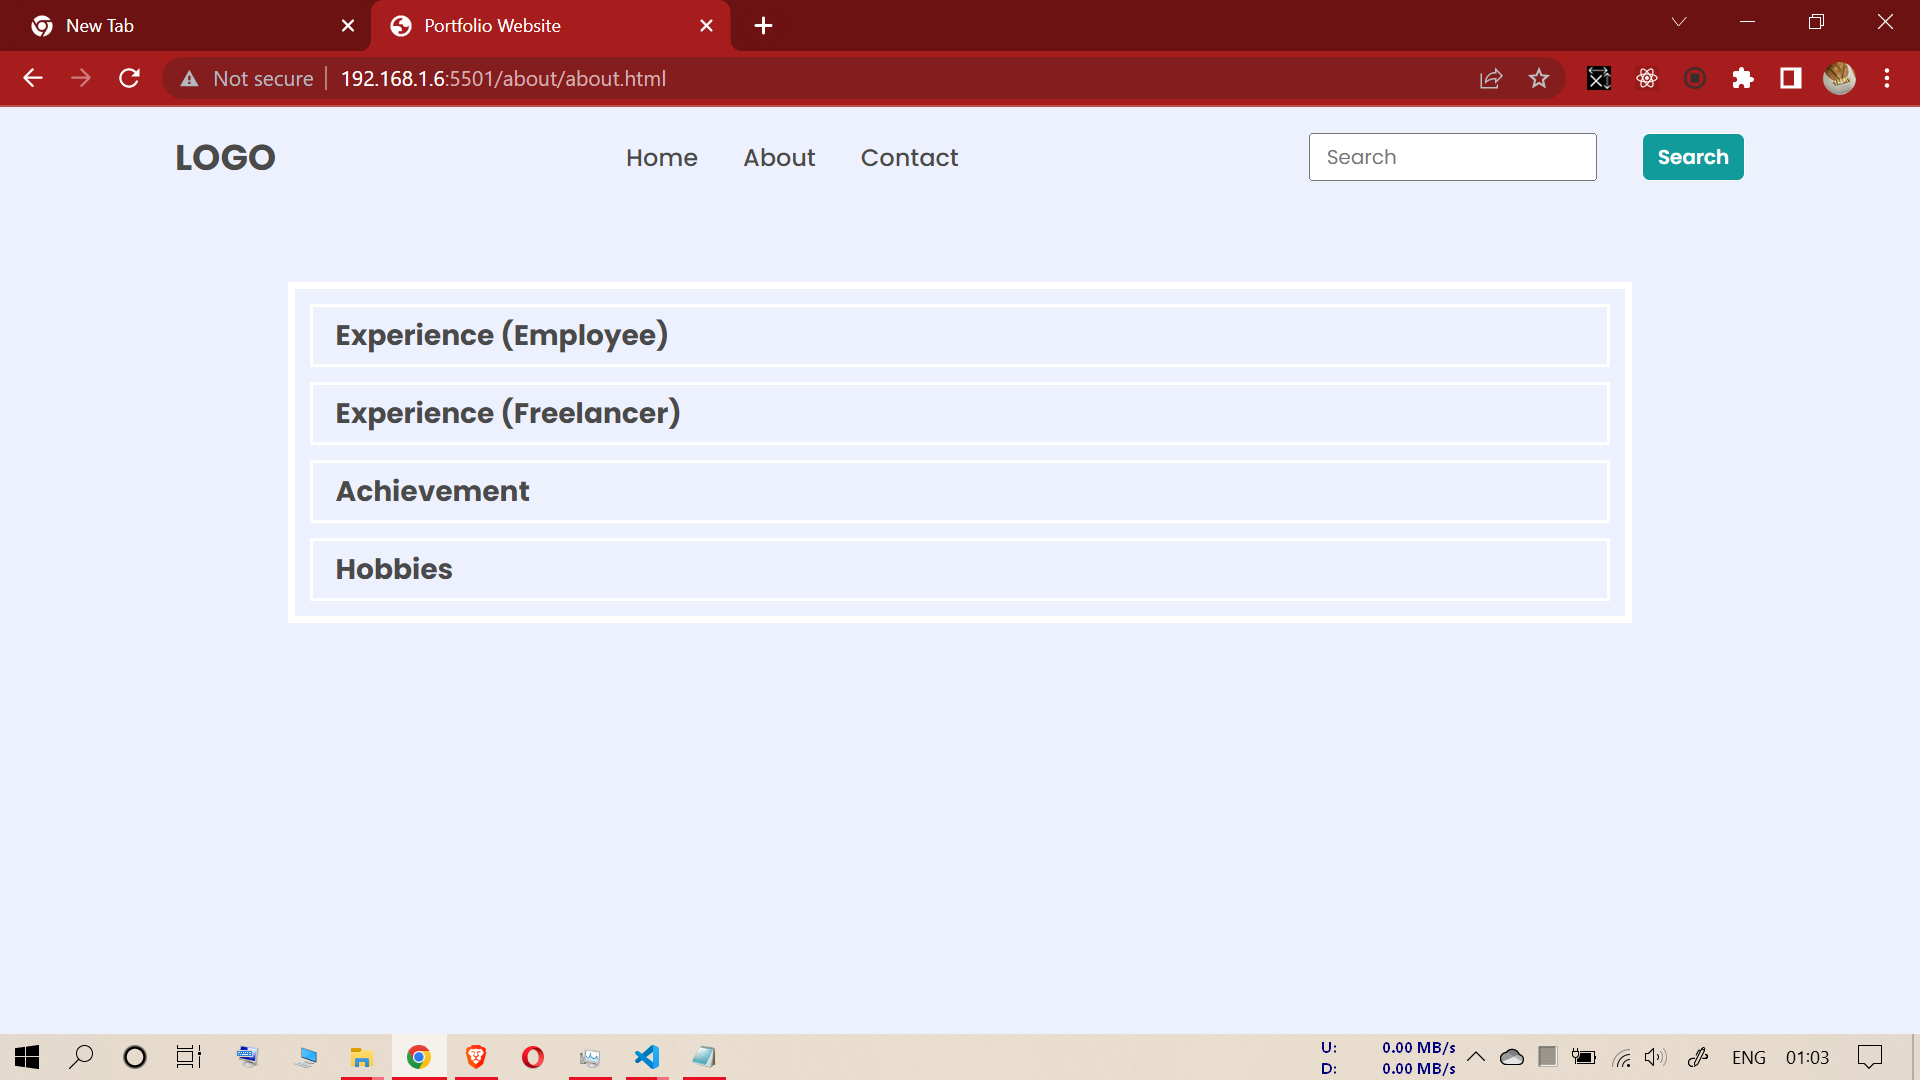 New Tab
Portfolio Website
Not secure
192.168.1.6:5501/about/about.html
LOGO
Home
About
Contact
Search
Search
Experience (Employee)
Experience (Freelancer)
Achievement
Hobbies
U: 0.00 MB/s
D: 0.00 MB/s
ENG
01:03